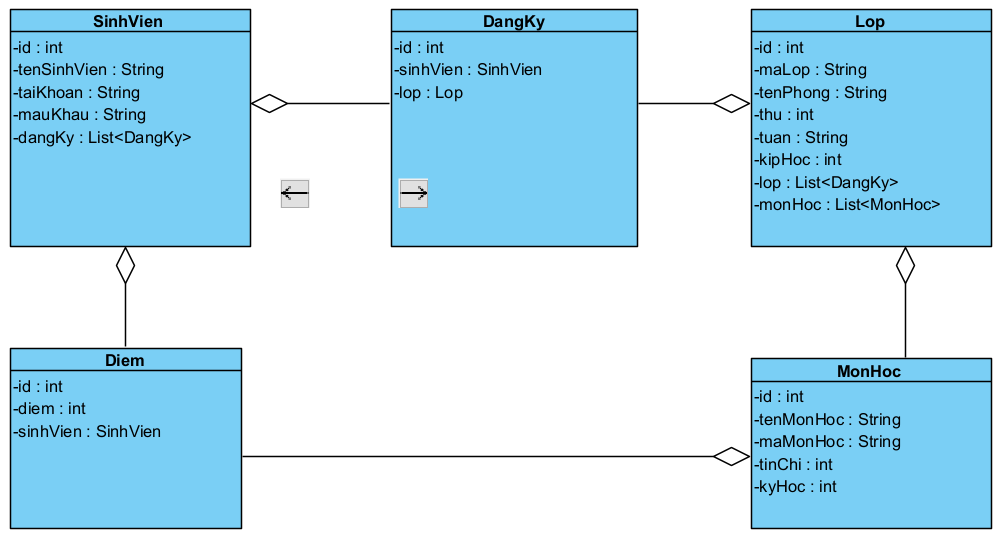 SinhVien
-id : int
-tenSinhVien : String
-taiKhoan : String
-mauKhau : String
-dangKy : List<DangKy>
DangKy
-id : int
-sinhVien : SinhVien
-lop : Lop
Lop
-id : int
-maLop : String
-tenPhong : String
-thu : int
-tuan : String
-kipHoc : int
-lop : List<DangKy>
-monHoc : List<MonHoc>
Diem
-id : int
-diem : int
-sinhVien : SinhVien
MonHoc
-id : int
-tenMonHoc : String
-maMonHoc : String
-tinChi : int
-kyHoc : int